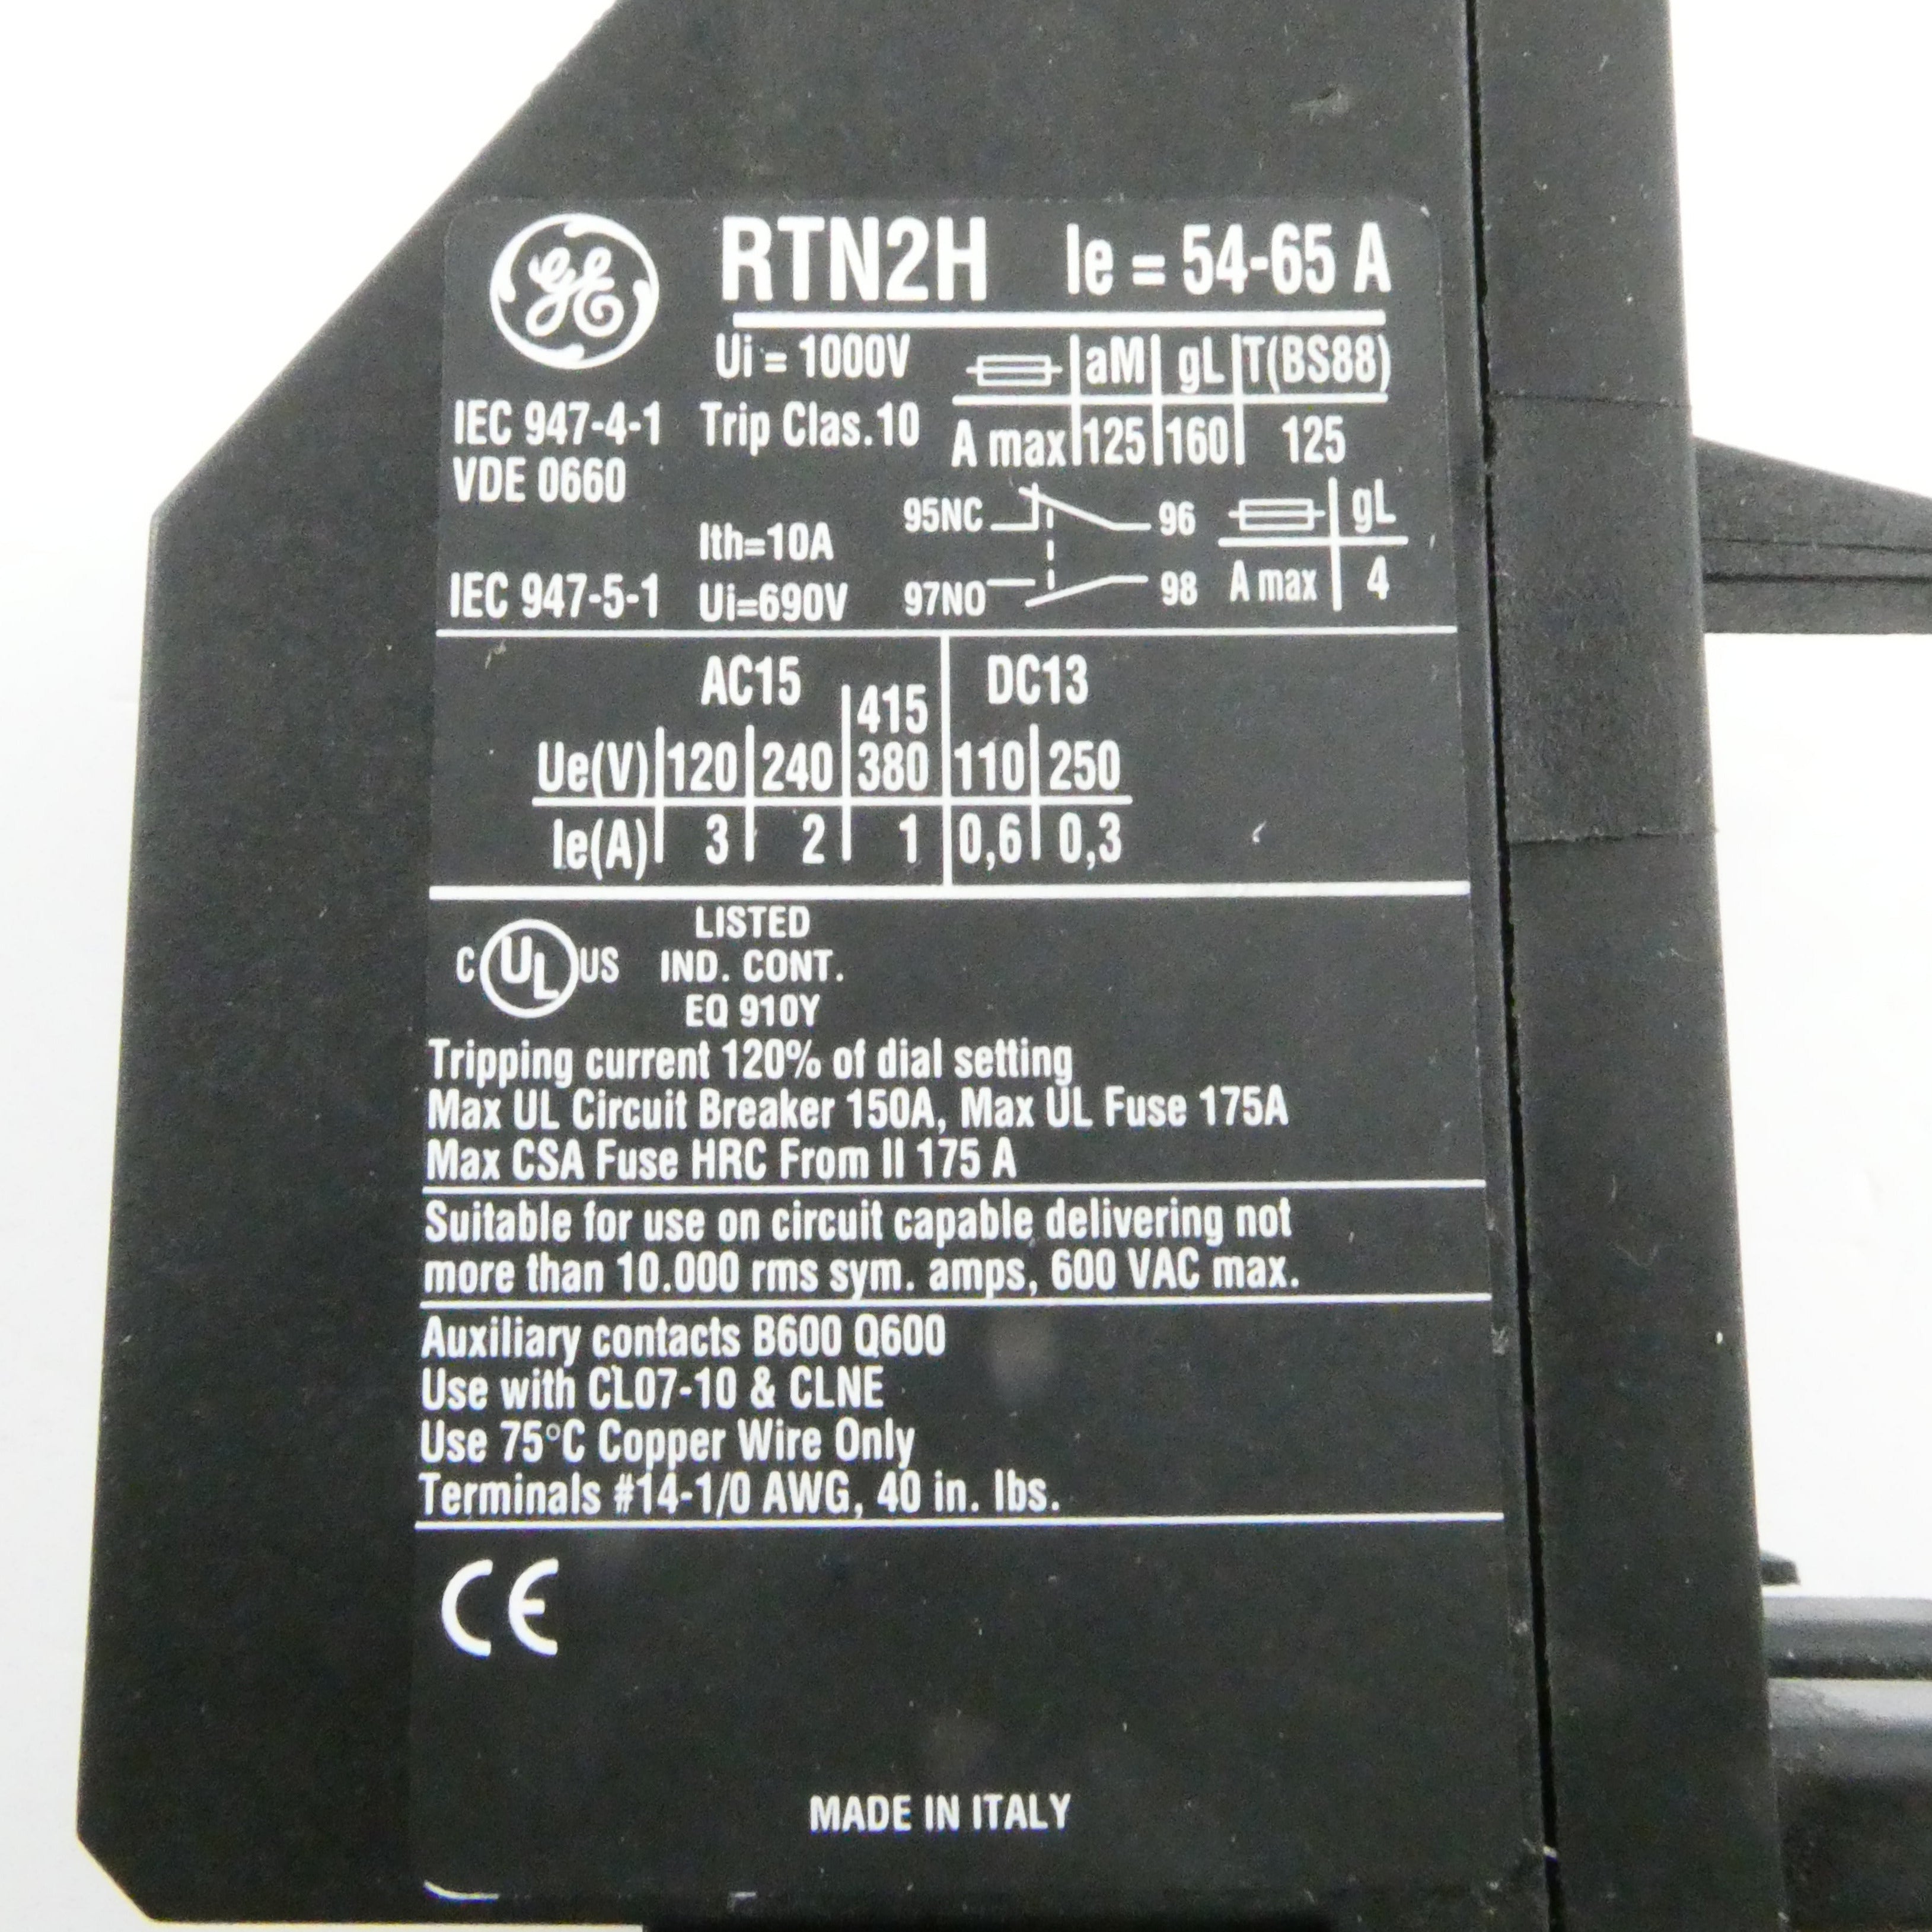 GE
RTN2H Ie = 54-65 A
Ui = 1000V aM gL T(BS88)
IEC 947-4-1 Trip Clas.10 A max 125 160 125
VDE 0660
95NC 96 gL
Ith=10A
IEC 947-5-1 Ui=690V 97NO 98 A max 4
AC15 DC13
415
Ue(V) 120 240 380 110 250
Ie(A) 3 2 1 0,6 0,3
LISTED
C UL US IND. CONT.
EQ 910Y
Tripping current 120% of dial setting
Max UL Circuit Breaker 150A, Max UL Fuse 175A
Max CSA Fuse HRC From II 175 A
Suitable for use on circuit capable delivering not
more than 10.000 rms sym. amps, 600 VAC max.
Auxiliary contacts B600 Q600
Use with CL07-10 & CLNE
Use 75°C Copper Wire Only
Terminals #14-1/0 AWG, 40 in. lbs.
CE
MADE IN ITALY